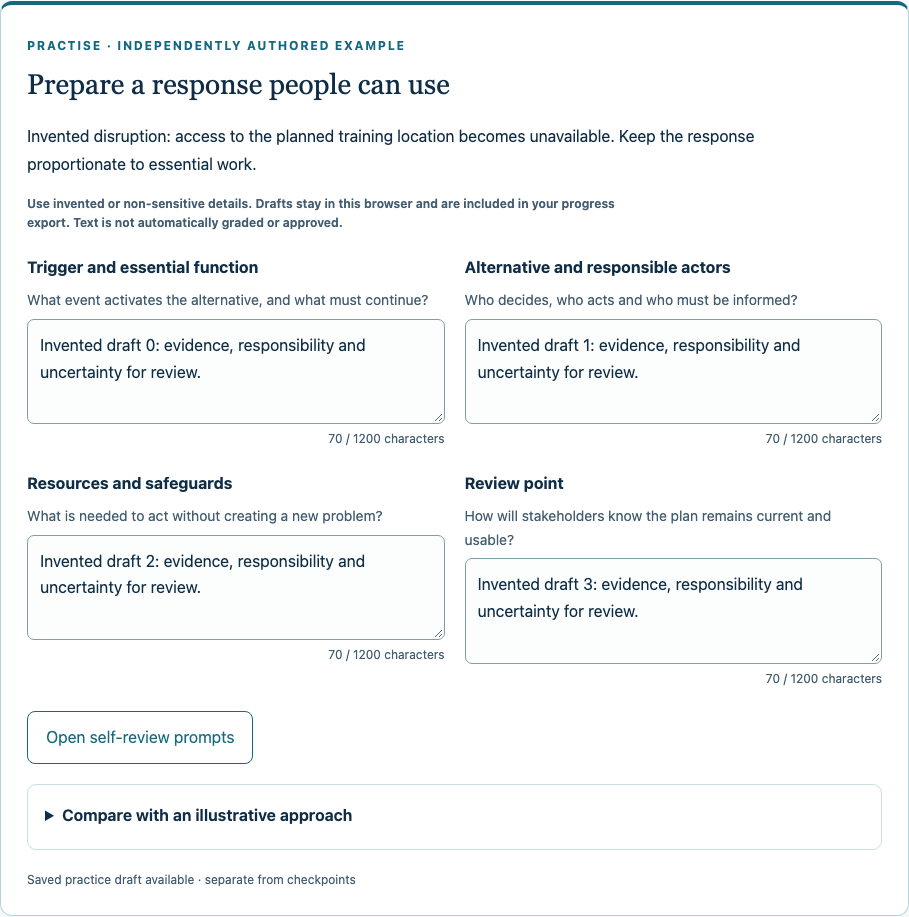 PRACTISE · INDEPENDENTLY AUTHORED EXAMPLE
Prepare a response people can use
Invented disruption: access to the planned training location becomes unavailable. Keep the response
proportionate to essential work.
Use invented or non-sensitive details. Drafts stay in this browser and are included in your progress
export. Text is not automatically graded or approved.
Trigger and essential function
What event activates the alternative, and what must continue?
Invented draft 0: evidence, responsibility and
uncertainty for review.
70 / 1200 characters
Alternative and responsible actors
Who decides, who acts and who must be informed?
Invented draft 1: evidence, responsibility and
uncertainty for review.
70 / 1200 characters
Resources and safeguards
What is needed to act without creating a new problem?
Invented draft 2: evidence, responsibility and
uncertainty for review.
70 / 1200 characters
Review point
How will stakeholders know the plan remains current and
usable?
Invented draft 3: evidence, responsibility and
uncertainty for review.
70 / 1200 characters
Open self-review prompts
Compare with an illustrative approach
Saved practice draft available · separate from checkpoints